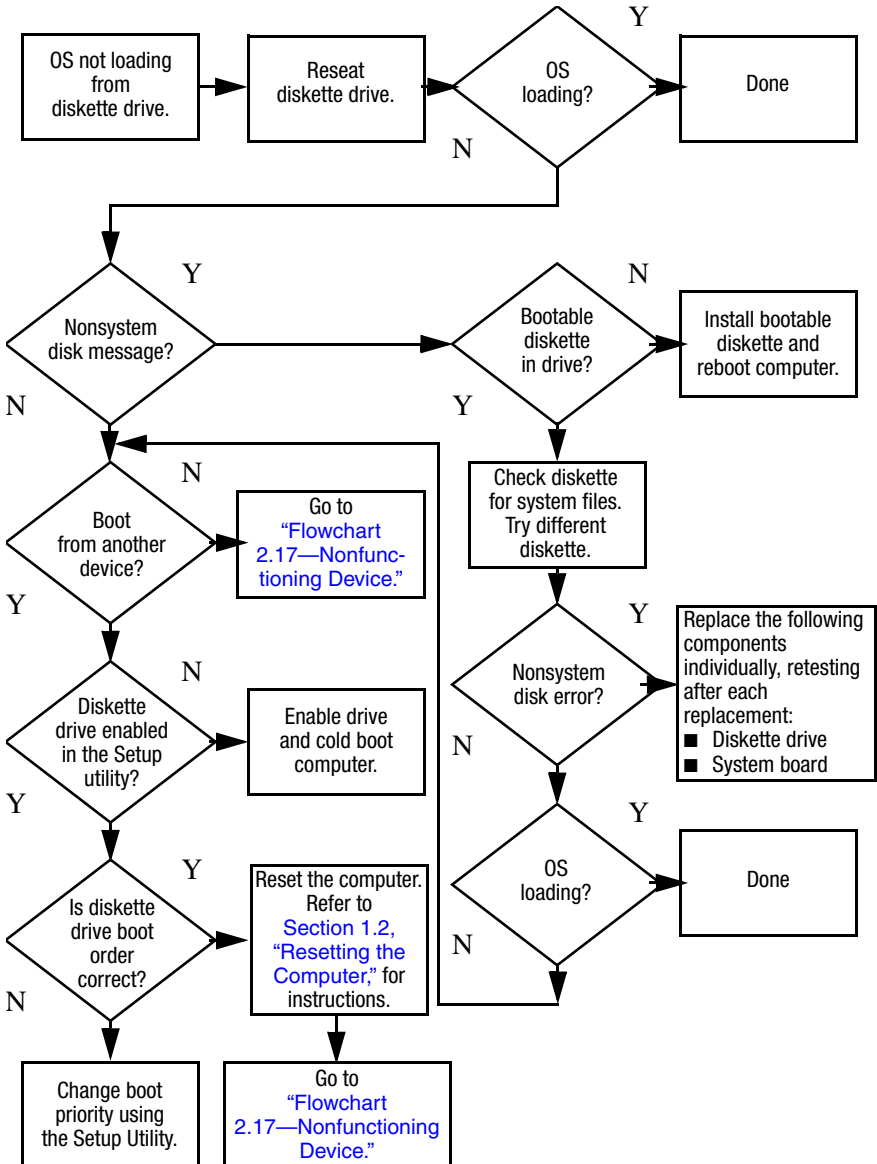 OS not loading
from
diskette drive.
Reseat
diskette drive.
OS
loading?
Y
N
Done
Nonsystem
disk message?
Y
N
Bootable
diskette
in drive?
N
Y
Install bootable
diskette and
reboot computer.
Boot
from another
device?
N
Y
Go to
“Flowchart
2.17—Nonfunc-
tioning Device.”
Check diskette
for system files.
Try different
diskette.
Diskette
drive enabled
in the Setup
utility?
N
Y
Enable drive
and cold boot
computer.
Nonsystem
disk error?
Y
N
Replace the following
components
individually, retesting
after each
replacement:
■ Diskette drive
■ System board
Is diskette
drive boot
order
correct?
Y
N
Reset the computer.
Refer to
Section 1.2,
“Resetting the
Computer,” for
instructions.
OS
loading?
Y
N
Done
Change boot
priority using
the Setup Utility.
Go to
“Flowchart
2.17—Nonfunctioning
Device.”